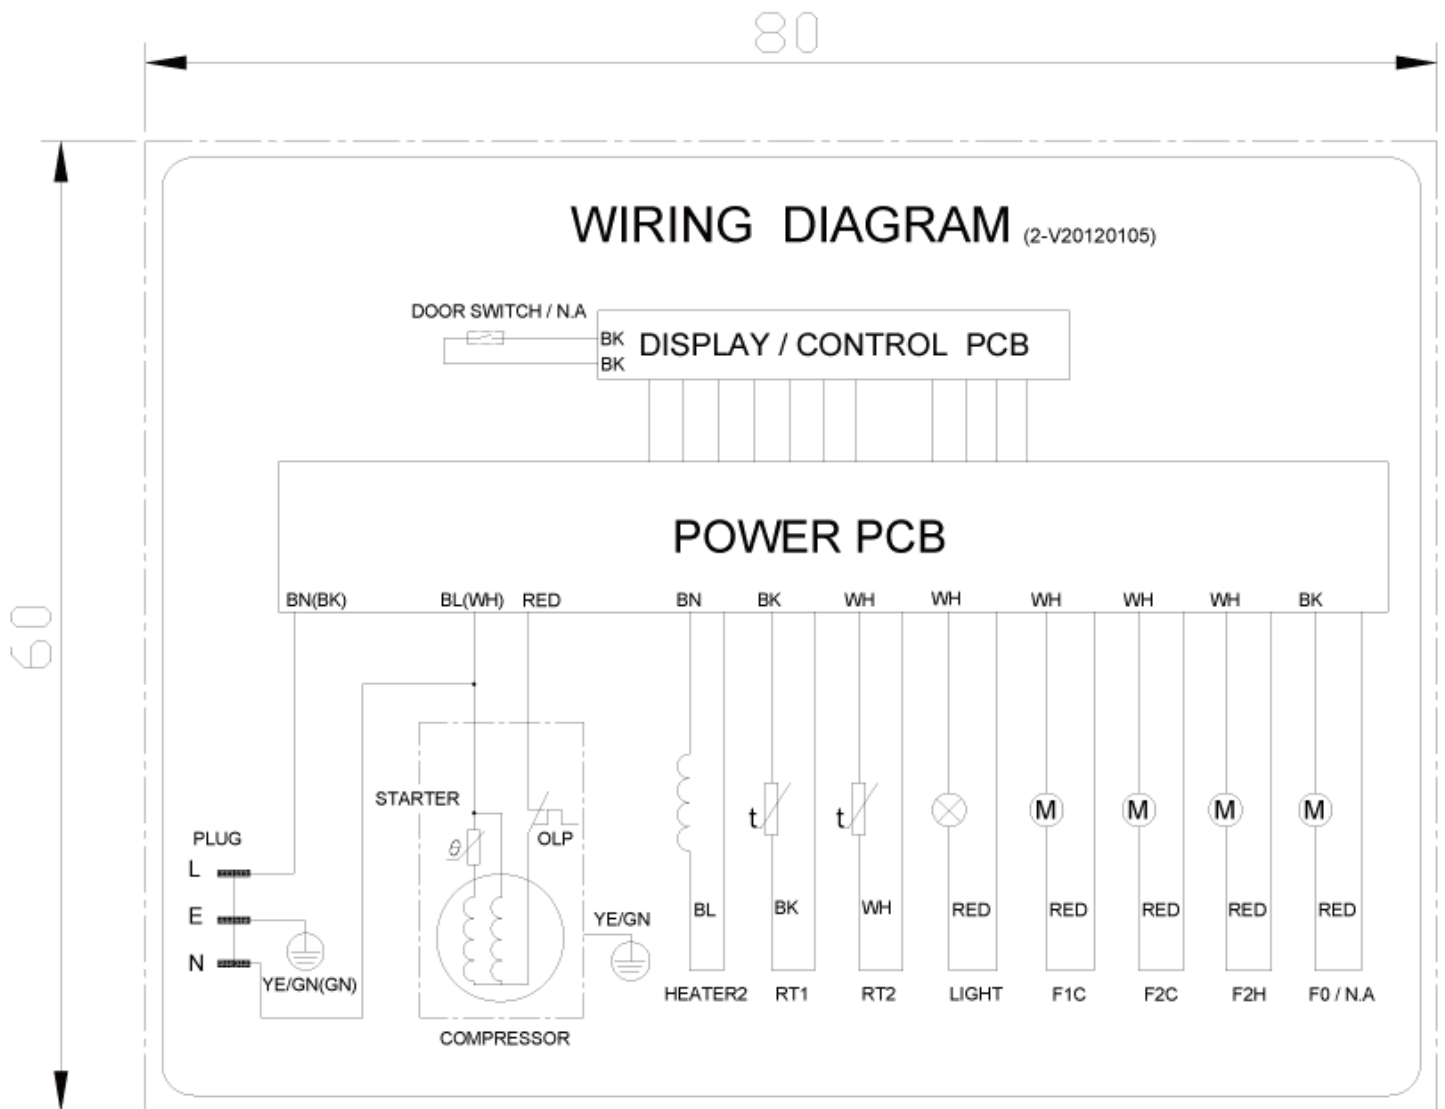 80
60
WIRING DIAGRAM (2-V20120105)
DOOR SWITCH / N.A
BK
BK
DISPLAY / CONTROL PCB
POWER PCB
BN(BK) BL(WH) RED BN BK WH WH WH WH WH BK
STARTER
OLP
θ
t t M M M M
PLUG
L
E
N
YE/GN(GN)
YE/GN
BL BK WH RED RED RED RED RED
HEATER2 RT1 RT2 LIGHT F1C F2C F2H F0 / N.A
COMPRESSOR